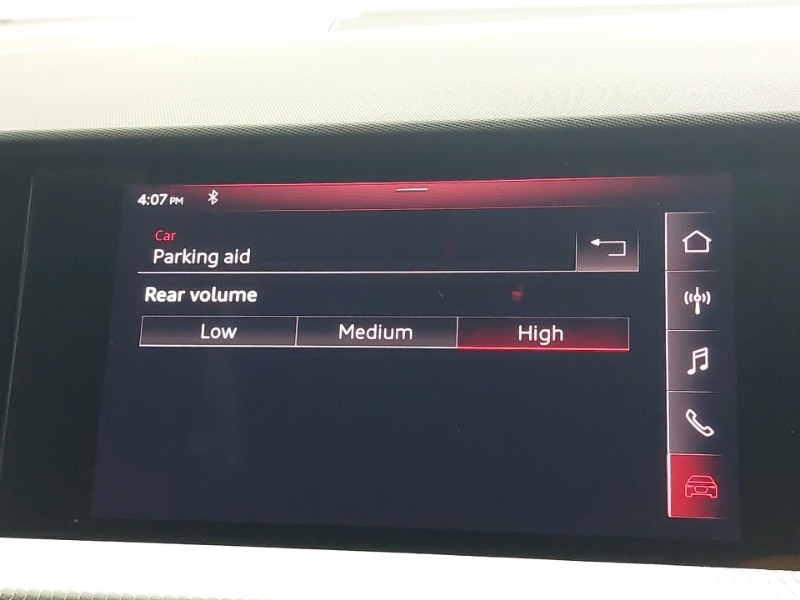 4:07 PM
Car
Parking aid
Rear volume
Low Medium High